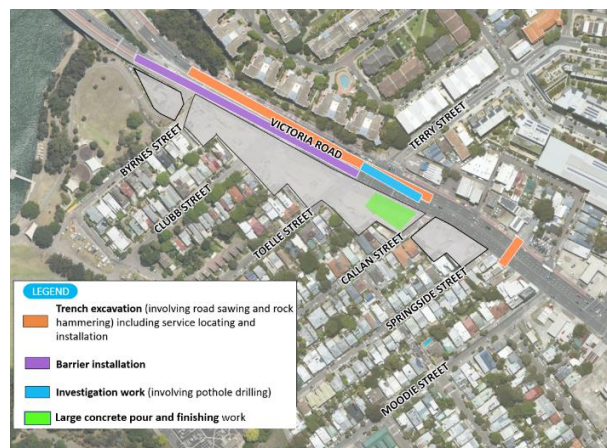 VICTORIA ROAD
TERRY STREET
BYRNES STREET
CLUBB STREET
TOELLE STREET
CALLAN STREET
SPRINGSIDE STREET
MOODIE STREET
LEGEND
Trench excavation (involving road sawing and rock
hammering) including service locating and
installation
Barrier installation
Investigation work (involving pothole drilling)
Large concrete pour and finishing work